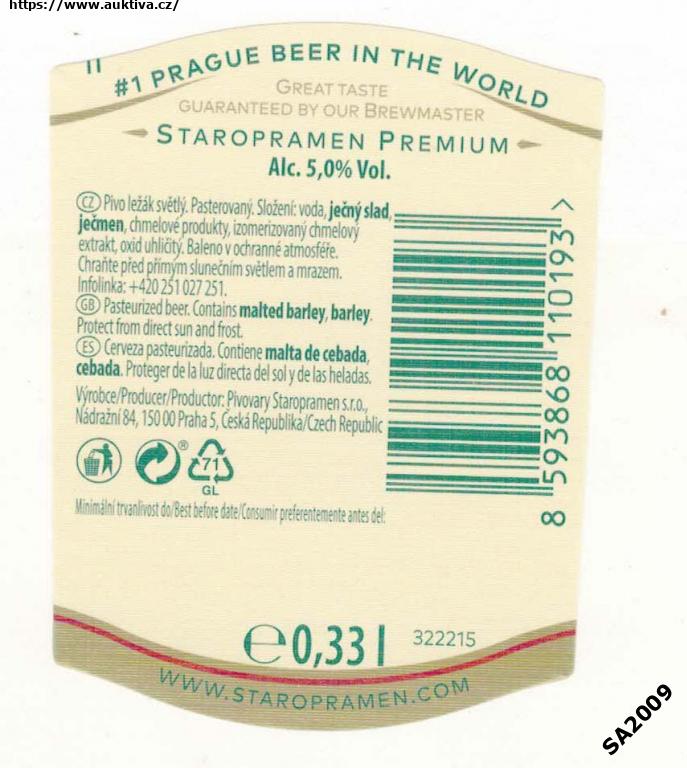 https://www.auktiva.cz/
#1 PRAGUE BEER IN THE WORLD
GREAT TASTE
GUARANTEED BY OUR BREWMASTER
STAROPRAMEN PREMIUM
Alc. 5,0% Vol.
CZ Pivo ležák světlý. Pasterovaný. Složení: voda, ječný slad,
ječmen, chmelové produkty, izomerizovaný chmelový
extrakt, oxid uhličitý. Baleno v ochranné atmosféře.
Chraňte před přímým slunečním světlem a mrazem.
Infolinka: +420 251 027 251.
GB Pasteurized beer. Contains malted barley, barley.
Protect from direct sun and frost.
ES Cerveza pasteurizada. Contiene malta de cebada,
cebada. Proteger de la luz directa del sol y de las heladas.
Výrobce/Producer/Productor: Pivovary Staropramen s.r.o.,
Nádražní 84, 150 00 Praha 5, Česká Republika/Czech Republic
®
71
GL
Minimální trvanlivost do/Best before date/Consumir preferentemente antes del:
8 593868 110193 >
℮ 0,33 l
322215
WWW.STAROPRAMEN.COM
SA2009